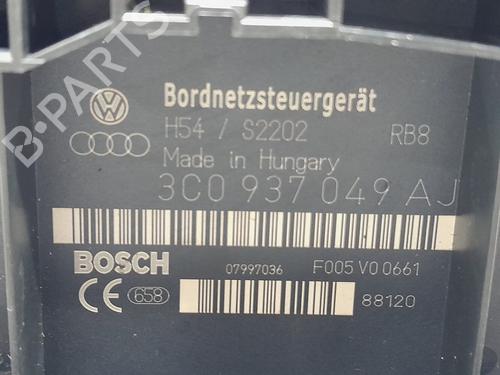 B-PARTS
Bordnetzsteuergerät
H54 / S2202 RB8
Made in Hungary
3C0 937 049 AJ
BOSCH 07997036 F005 V0 0661
CE 658 88120